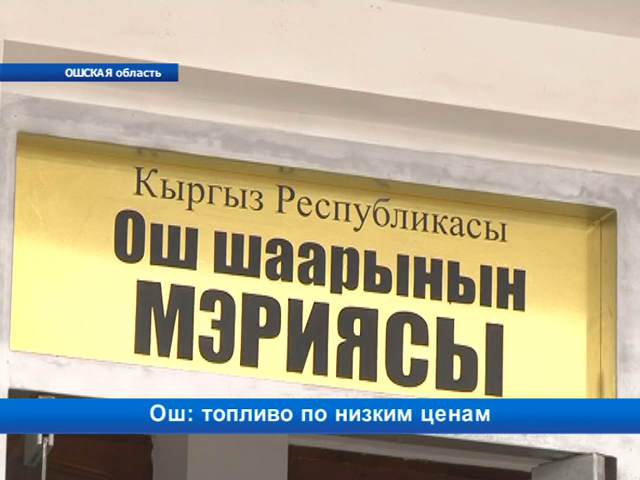 ОШСКАЯ область
Кыргыз Республикасы
Ош шаарынын
МЭРИЯСЫ
Ош: топливо по низким ценам